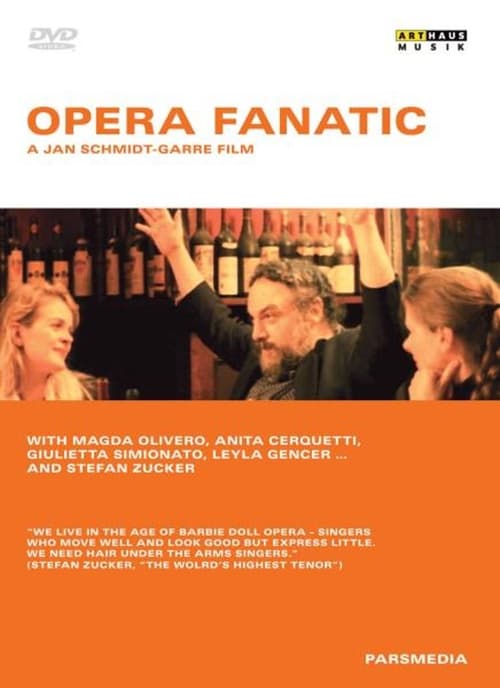 DVD
VIDEO
ARTHAUS
MUSIK
OPERA FANATIC
A JAN SCHMIDT-GARRE FILM
WITH MAGDA OLIVERO, ANITA CERQUETTI,
GIULIETTA SIMIONATO, LEYLA GENCER ...
AND STEFAN ZUCKER
"WE LIVE IN THE AGE OF BARBIE DOLL OPERA – SINGERS
WHO MOVE WELL AND LOOK GOOD BUT EXPRESS LITTLE.
WE NEED HAIR UNDER THE ARMS SINGERS."
(STEFAN ZUCKER, "THE WOLRD'S HIGHEST TENOR")
PARSMEDIA